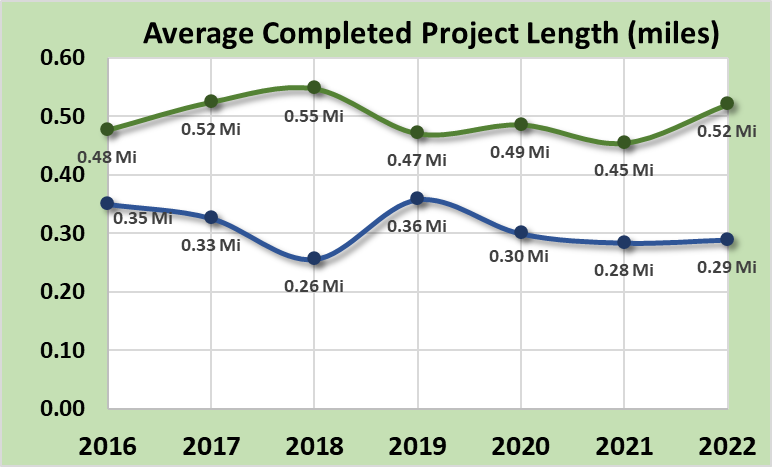 Average Completed Project Length (miles)
0.60
0.50
0.40
0.30
0.20
0.10
0.00
0.48 Mi
0.52 Mi
0.55 Mi
0.47 Mi
0.49 Mi
0.45 Mi
0.52 Mi
0.35 Mi
0.33 Mi
0.26 Mi
0.36 Mi
0.30 Mi
0.28 Mi
0.29 Mi
2016 2017 2018 2019 2020 2021 2022